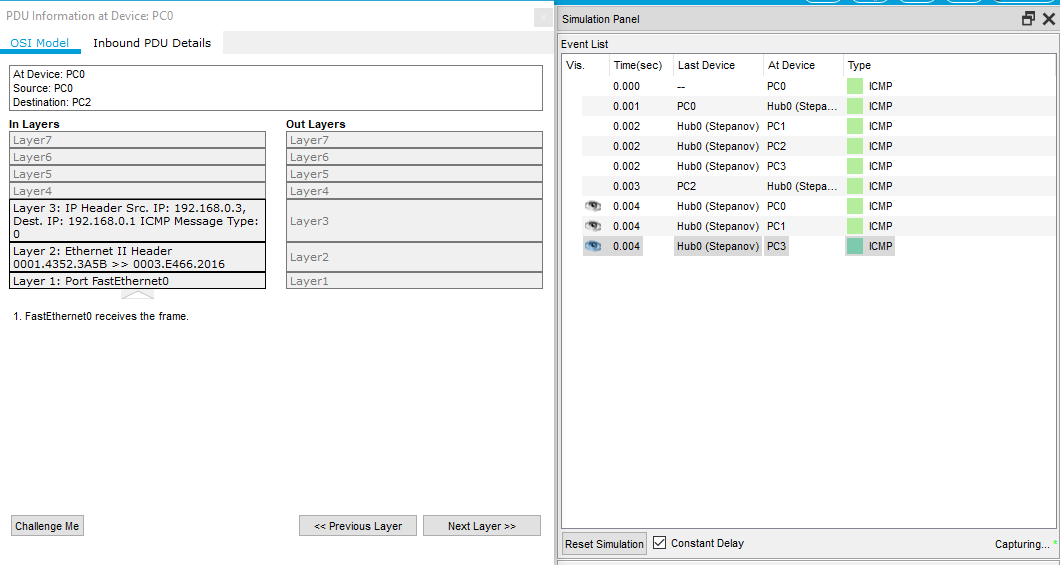 PDU Information at Device: PC0
OSI Model Inbound PDU Details
At Device: PC0
Source: PC0
Destination: PC2
In Layers Out Layers
Layer7 Layer7
Layer6 Layer6
Layer5 Layer5
Layer4 Layer4
Layer 3: IP Header Src. IP: 192.168.0.3,
Dest. IP: 192.168.0.1 ICMP Message Type:
0
Layer3
Layer 2: Ethernet II Header
0001.4352.3A5B >> 0003.E466.2016
Layer2
Layer 1: Port FastEthernet0 Layer1
1. FastEthernet0 receives the frame.
Challenge Me << Previous Layer Next Layer >>
Simulation Panel
Event List
Vis. Time(sec) Last Device At Device Type
0.000 -- PC0 ICMP
0.001 PC0 Hub0 (Stepa... ICMP
0.002 Hub0 (Stepanov) PC1 ICMP
0.002 Hub0 (Stepanov) PC2 ICMP
0.002 Hub0 (Stepanov) PC3 ICMP
0.003 PC2 Hub0 (Stepa... ICMP
0.004 Hub0 (Stepanov) PC0 ICMP
0.004 Hub0 (Stepanov) PC1 ICMP
0.004 Hub0 (Stepanov) PC3 ICMP
Reset Simulation Constant Delay Capturing... *